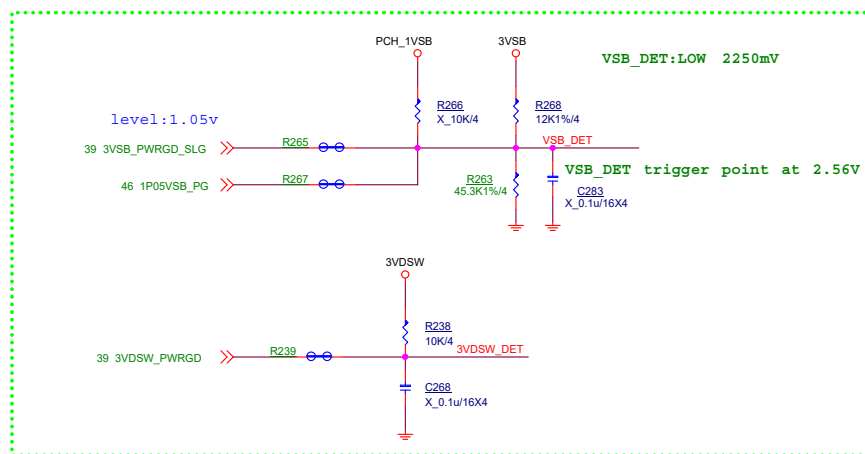 PCH_1VSB
3VSB
VSB_DET:LOW 2250mV
R266
X_10K/4
R268
12K1%/4
level:1.05v
39 3VSB_PWRGD_SLG
R265
VSB_DET
46 1P05VSB_PG
R267
R263
45.3K1%/4
VSB_DET trigger point at 2.56V
C283
X_0.1u/16X4
3VDSW
R238
10K/4
39 3VDSW_PWRGD
R239
3VDSW_DET
C268
X_0.1u/16X4